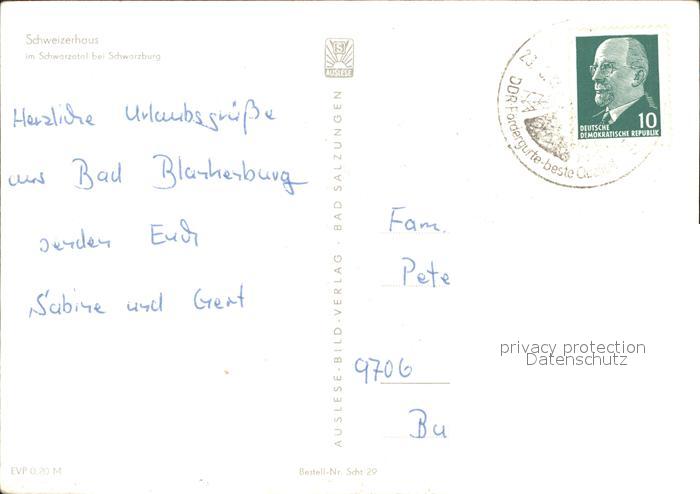 Schweizerhaus
im Schwarzatal bei Schwarzburg
Herzliche Urlaubsgrüße
aus Bad Blankenburg
senden Euch
Sabine und Gert
EVP 0,20 M
AUSLESE
AUSLESE-BILD-VERLAG · BAD SALZUNGEN
Bestell-Nr. Scht 29
DDR-Fördergurte-beste
10
DEUTSCHE
DEMOKRATISCHE REPUBLIK
Fam.
Pete
9706
Bu
privacy protection
Datenschutz